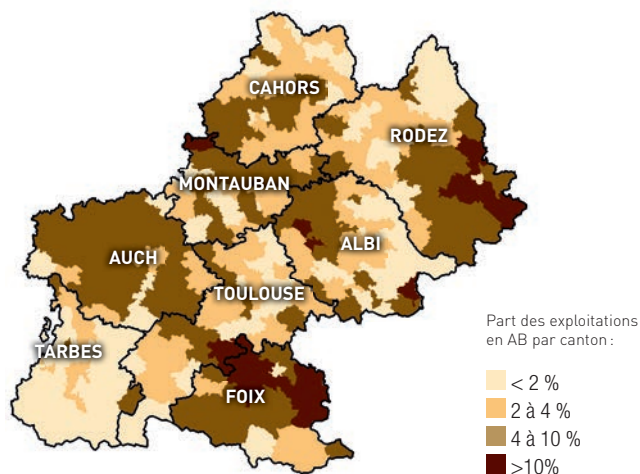 CAHORS
RODEZ
MONTAUBAN
ALBI
AUCH
TOULOUSE
TARBES
FOIX
Part des exploitations
en AB par canton :
< 2 %
2 à 4 %
4 à 10 %
>10%